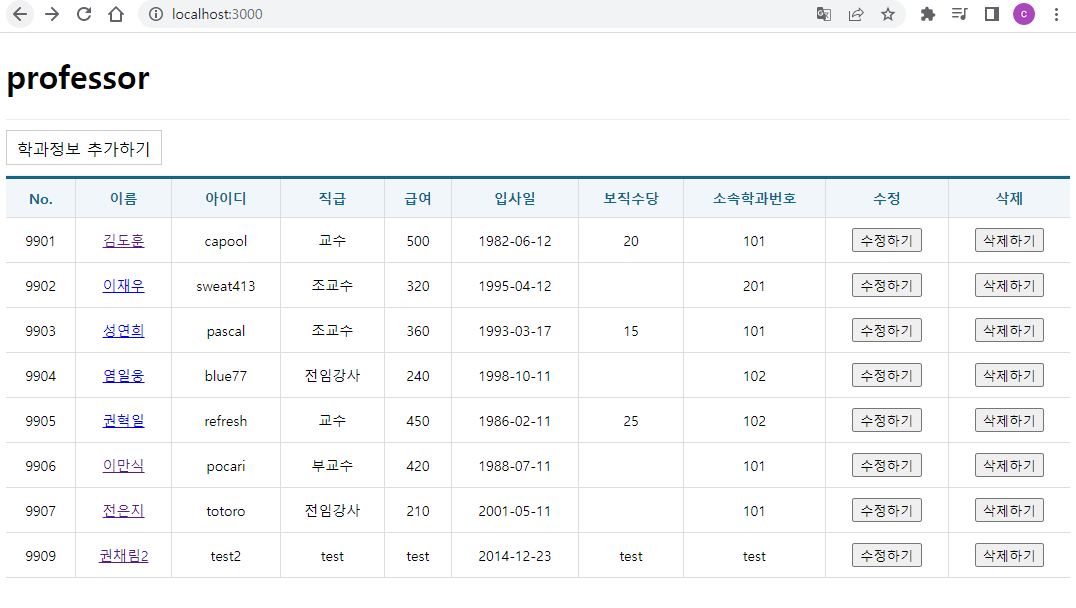 localhost:3000
professor
학과정보 추가하기
No. 이름 아이디 직급 급여 입사일 보직수당 소속학과번호 수정 삭제
9901 김도훈 capool 교수 500 1982-06-12 20 101 수정하기 삭제하기
9902 이재우 sweat413 조교수 320 1995-04-12 201 수정하기 삭제하기
9903 성연희 pascal 조교수 360 1993-03-17 15 101 수정하기 삭제하기
9904 염일웅 blue77 전임강사 240 1998-10-11 102 수정하기 삭제하기
9905 권혁일 refresh 교수 450 1986-02-11 25 102 수정하기 삭제하기
9906 이만식 pocari 부교수 420 1988-07-11 101 수정하기 삭제하기
9907 전은지 totoro 전임강사 210 2001-05-11 101 수정하기 삭제하기
9909 권채림2 test2 test test 2014-12-23 test test 수정하기 삭제하기